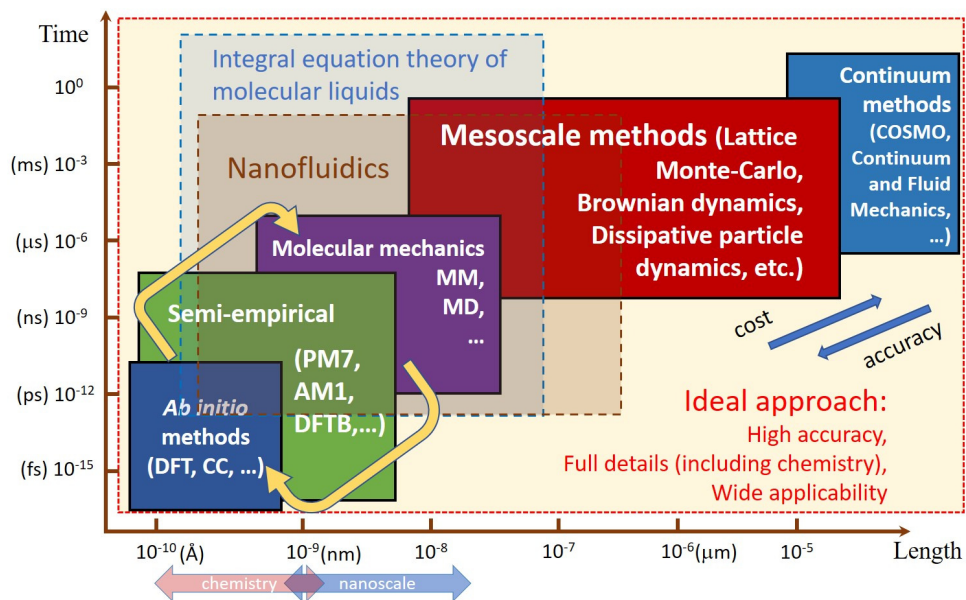 Time
10⁰
(ms) 10⁻³
(μs) 10⁻⁶
(ns) 10⁻⁹
(ps) 10⁻¹²
(fs) 10⁻¹⁵
Integral equation theory of
molecular liquids
Nanofluidics
Mesoscale methods (Lattice
Monte-Carlo,
Brownian dynamics,
Dissipative particle
dynamics, etc.)
Continuum
methods
(COSMO,
Continuum
and Fluid
Mechanics,
...)
Molecular mechanics
MM,
MD,
...
Semi-empirical
(PM7,
AM1,
DFTB,...)
Ab initio
methods
(DFT, CC, ...)
cost
accuracy
Ideal approach:
High accuracy,
Full details (including chemistry),
Wide applicability
10⁻¹⁰ (Å)
10⁻⁹ (nm)
10⁻⁸
10⁻⁷
10⁻⁶ (μm)
10⁻⁵
Length
chemistry
nanoscale